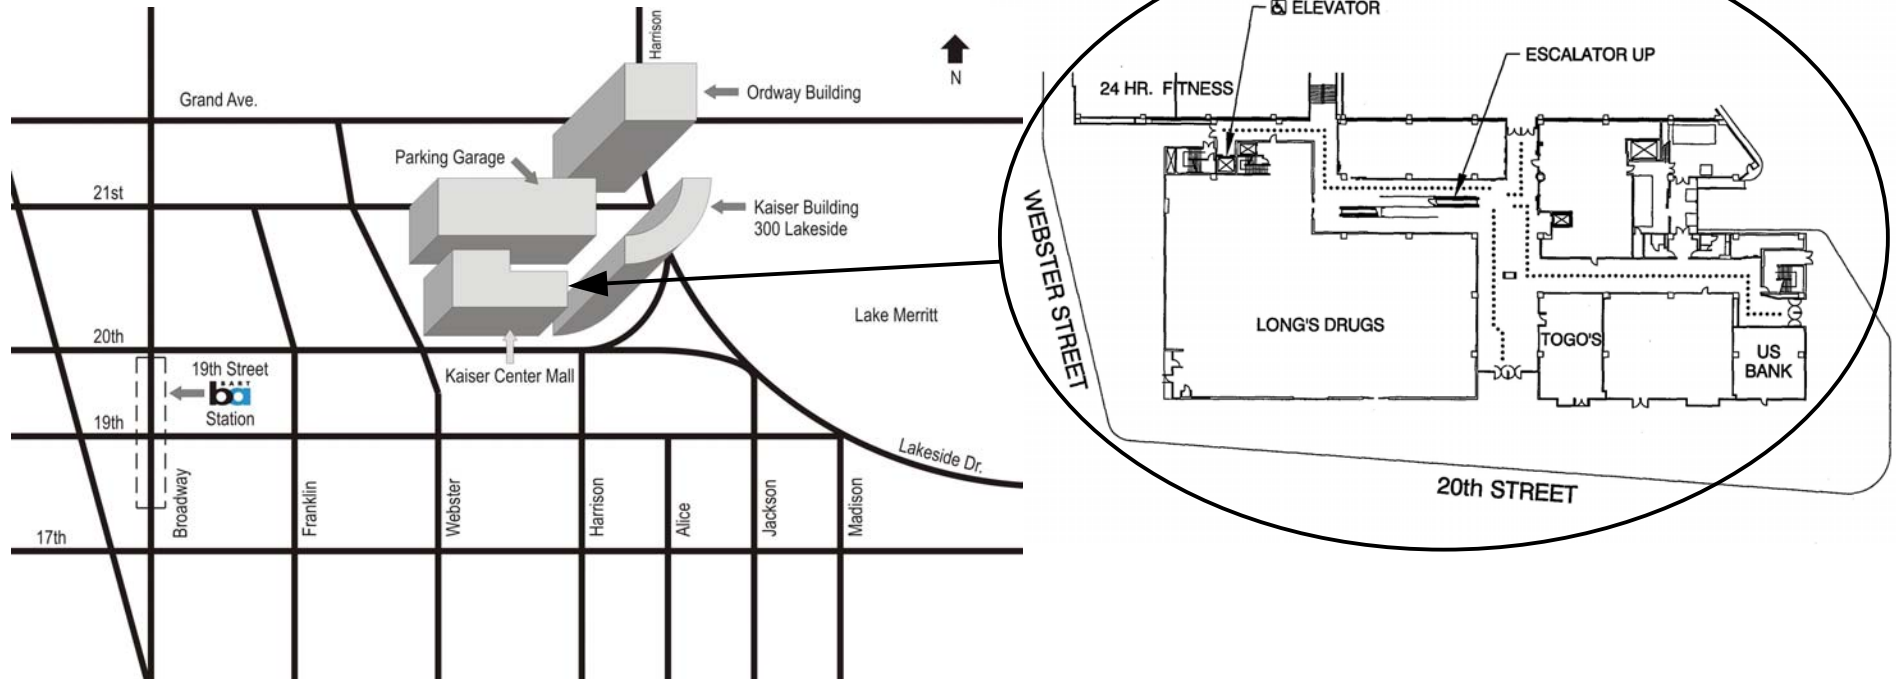 Harrison
N
Ordway Building
Grand Ave.
Parking Garage
21st
Kaiser Building
300 Lakeside
Lake Merritt
20th
19th Street
BART
ba
Station
Kaiser Center Mall
19th
Lakeside Dr.
Broadway
Franklin
Webster
Harrison
Alice
Jackson
Madison
17th
ELEVATOR
ESCALATOR UP
24 HR. FITNESS
WEBSTER STREET
LONG'S DRUGS
TOGO'S
US
BANK
20th STREET